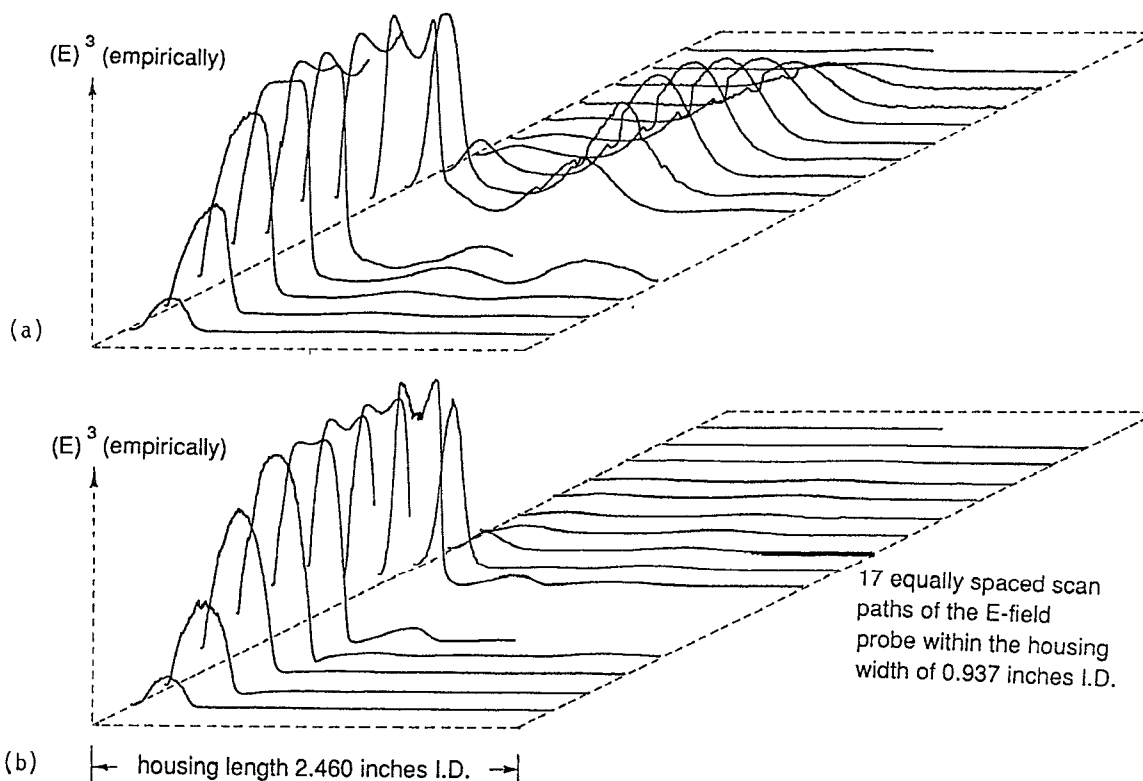 (E) 3 (empirically)
(a)
(E) 3 (empirically)
17 equally spaced scan
paths of the E-field
probe within the housing
width of 0.937 inches I.D.
(b)
housing length 2.460 inches I.D.